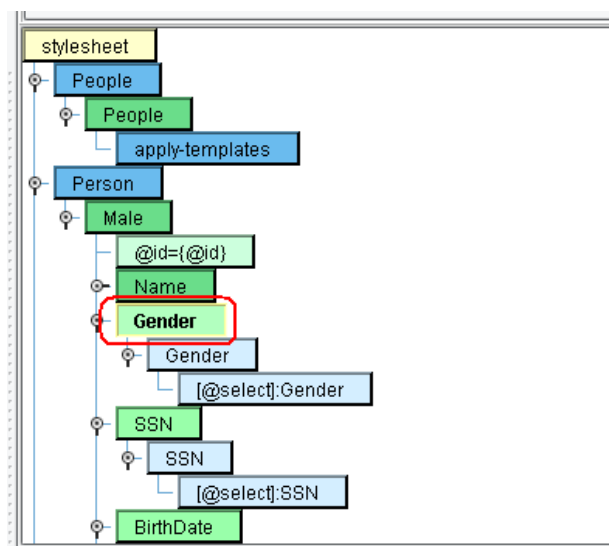 stylesheet
People
People
apply-templates
Person
Male
@id={@id}
Name
Gender
Gender
[@select]:Gender
SSN
SSN
[@select]:SSN
BirthDate